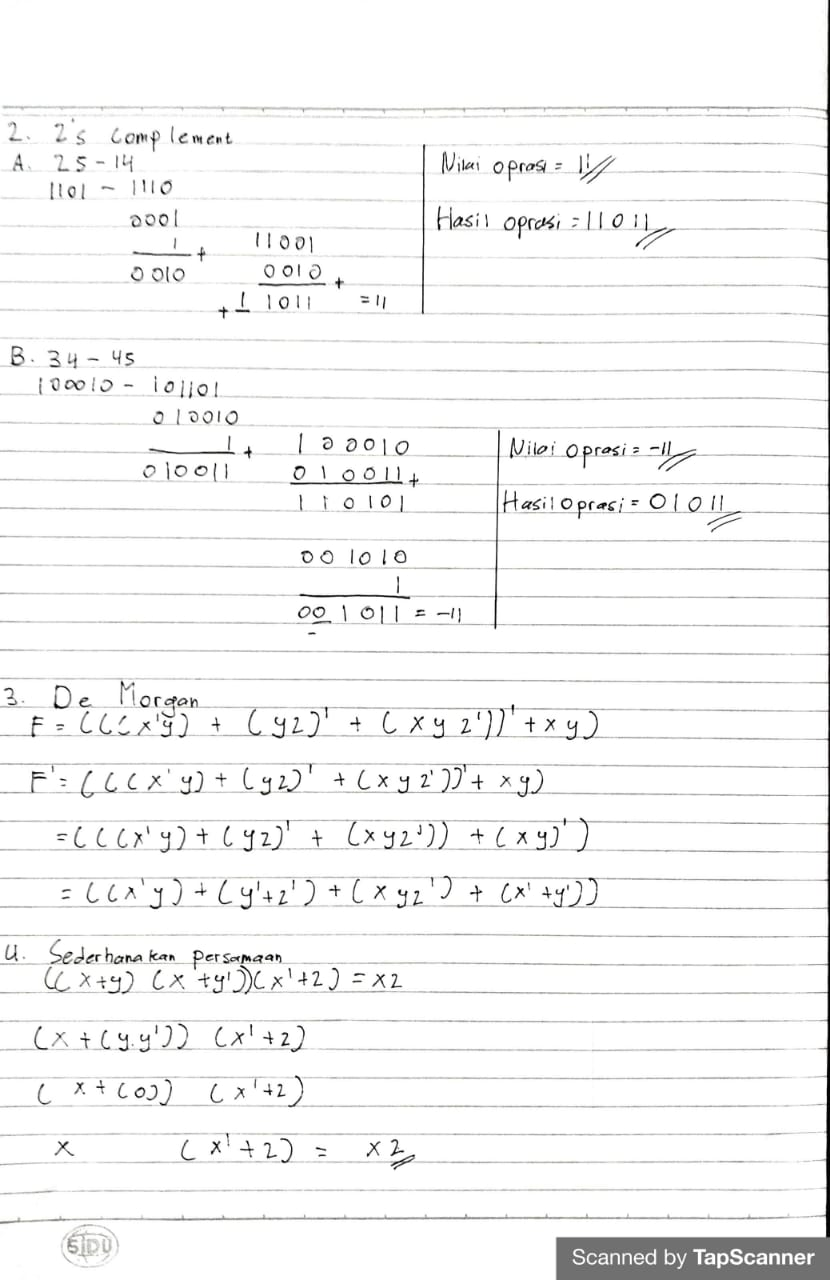 2. 2's Complement
A. 25 - 14
1101 - 1110
0001
1 +
0010
11001
0010 +
+ 1 1011 = 11
Nilai oprasi = 11
Hasil oprasi = 11011
B. 34 - 45
100010 - 101101
010010
1 +
010011
100010
010011 +
110101
001010
1
001011 = -11
Nilai oprasi = -11
Hasil oprasi = 01011
3. De Morgan
F = (((x'y) + (yz)' + (xyz'))' + xy)
F' = (((x'y) + (yz)' + (xyz'))' + xy)
= (((x'y) + (yz)' + (xyz')) + (xy)')
= ((x'y) + (y'+z') + (xyz') + (x'+y'))
4. Sederhanakan persamaan
((x+y) (x+y'))(x'+z) = xz
(x + (y.y')) (x'+z)
(x + (0)) (x'+z)
x (x'+z) = xz
SIDU
Scanned by TapScanner